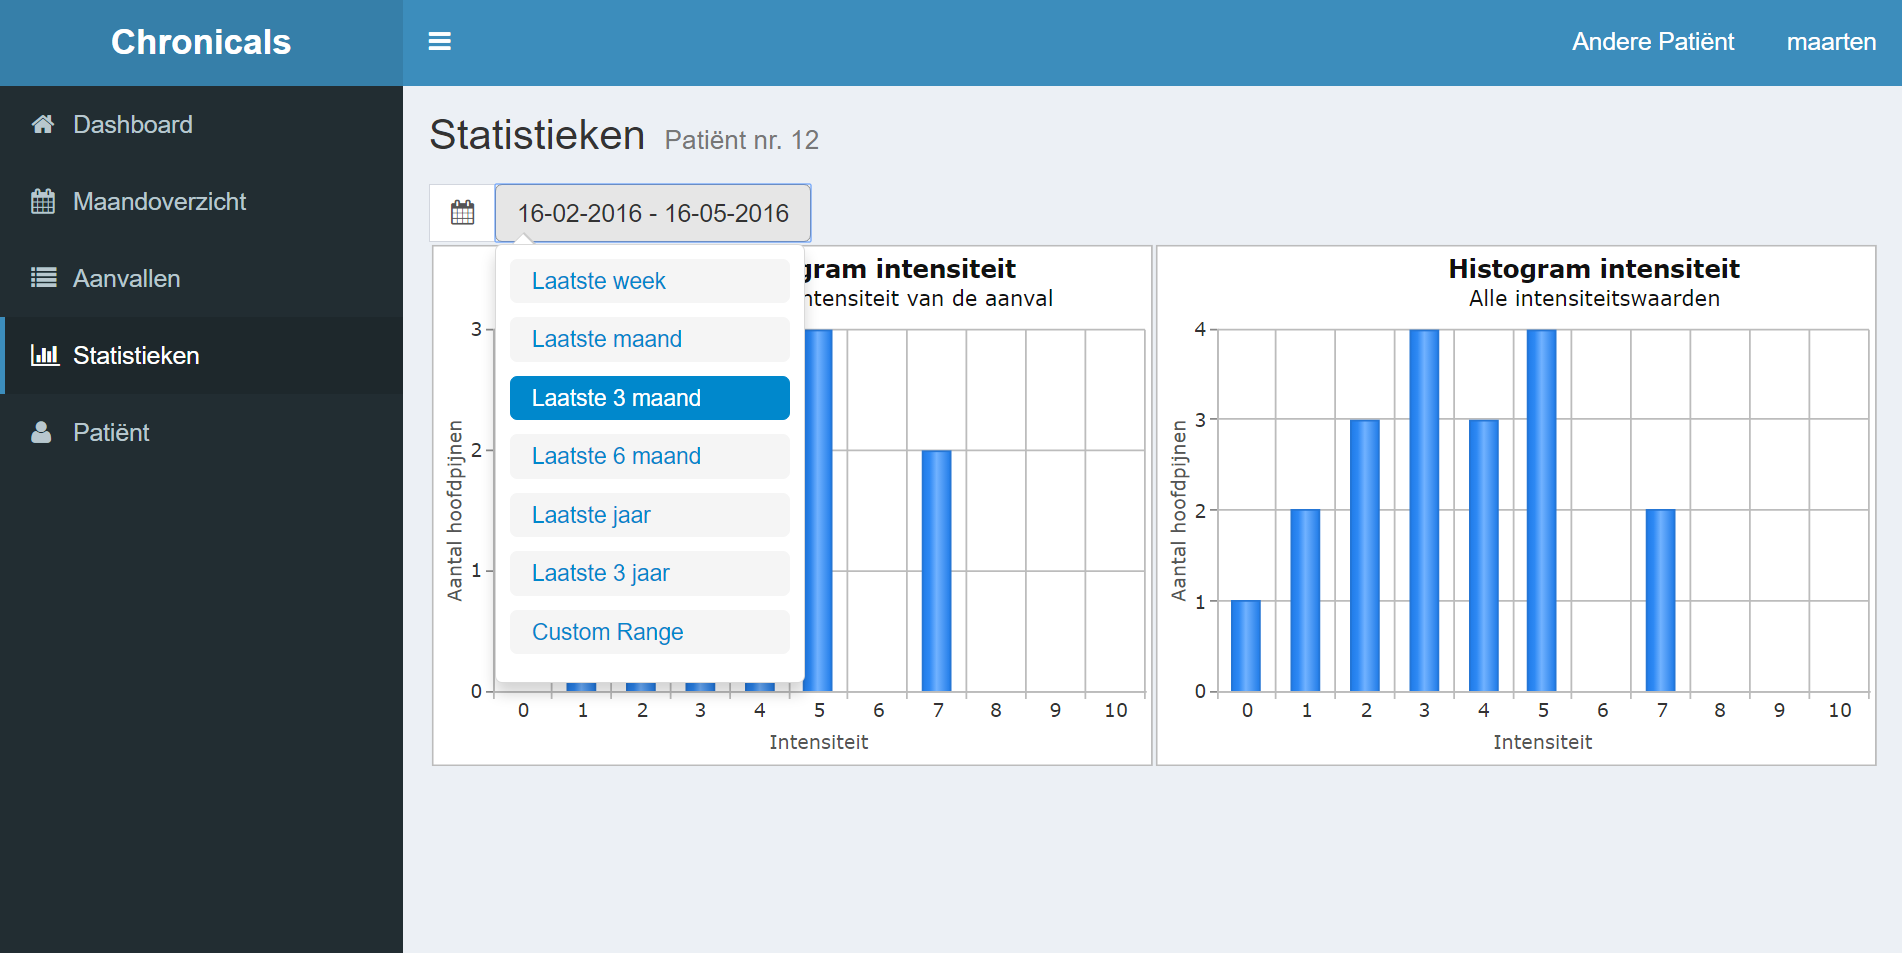 Chronicals
Andere Patiënt
maarten
Dashboard
Maandoverzicht
Aanvallen
Statistieken
Patiënt
Statistieken Patiënt nr. 12
16-02-2016 - 16-05-2016
Laatste week
Laatste maand
Laatste 3 maand
Laatste 6 maand
Laatste jaar
Laatste 3 jaar
Custom Range
intensiteit
van de aanval
3
2
1
0
Aantal hoofdpijnen
0 1 2 3 4 5 6 7 8 9 10
Intensiteit
Histogram intensiteit
Alle intensiteitswaarden
4
3
2
1
0
Aantal hoofdpijnen
0 1 2 3 4 5 6 7 8 9 10
Intensiteit